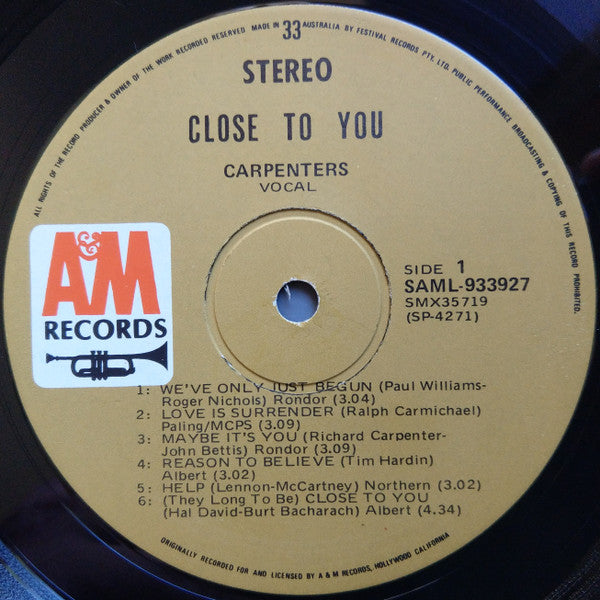 ALL RIGHTS OF THE RECORD PRODUCER & OWNER OF THE WORK RECORDED RESERVED MADE IN 33 AUSTRALIA BY FESTIVAL RECORDS PTY. LTD. PUBLIC PERFORMANCE BROADCASTING & COPYING OF THIS RECORD PROHIBITED.
STEREO
CLOSE TO YOU
CARPENTERS
VOCAL
A&M
RECORDS
SIDE 1
SAML-933927
SMX35719
(SP-4271)
1: WE'VE ONLY JUST BEGUN (Paul Williams-
Roger Nichols) Rondor (3.04)
2: LOVE IS SURRENDER (Ralph Carmichael)
Paling/MCPS (3.09)
3: MAYBE IT'S YOU (Richard Carpenter-
John Bettis) Rondor (3.09)
4: REASON TO BELIEVE (Tim Hardin)
Albert (3.02)
5: HELP (Lennon-McCartney) Northern (3.02)
6: (They Long To Be) CLOSE TO YOU
(Hal David-Burt Bacharach) Albert (4.34)
ORIGINALLY RECORDED FOR AND LICENSED BY A & M RECORDS, HOLLYWOOD CALIFORNIA